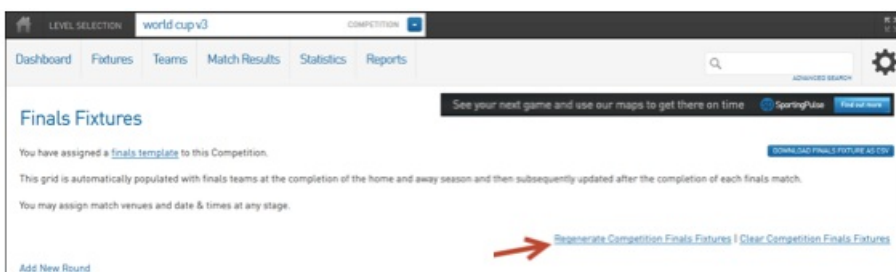 LEVEL SELECTION world cup v3 COMPETITION
Dashboard Fixtures Teams Match Results Statistics Reports
ADVANCED SEARCH
See your next game and use our maps to get there on time SportingPulse Find out more
Finals Fixtures
You have assigned a finals template to this Competition.
DOWNLOAD FINALS FIXTURE AS CSV
This grid is automatically populated with finals teams at the completion of the home and away season and then subsequently updated after the completion of each finals match.
You may assign match venues and date & times at any stage.
Regenerate Competition Finals Fixtures | Clear Competition Finals Fixtures
Add New Round